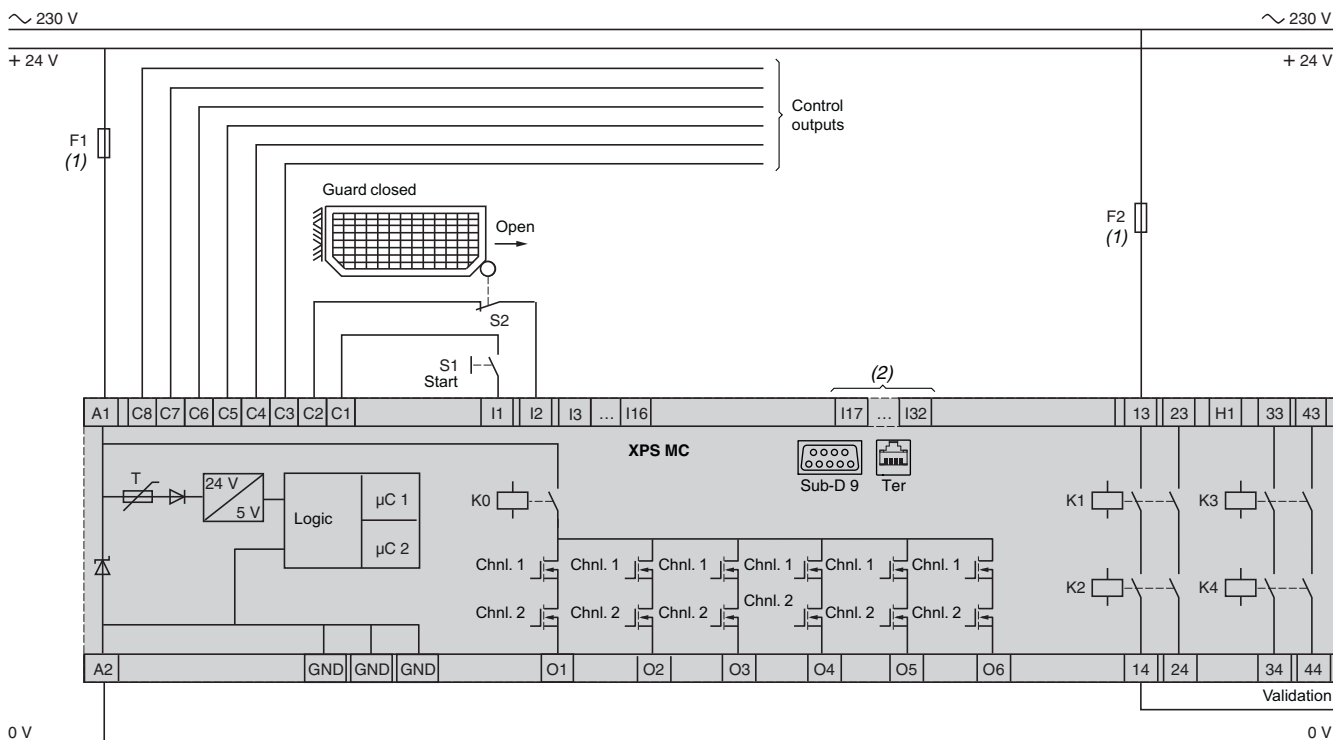 230 V
230 V
+ 24 V
+ 24 V
Control
outputs
F1
(1)
Guard closed
Open
F2
(1)
S2
S1
Start
(2)
A1 C8 C7 C6 C5 C4 C3 C2 C1 I1 I2 I3 ... I16 I17 ... I32 13 23 H1 33 43
XPS MC
T
24 V
5 V
Logic
µC 1
µC 2
K0
Sub-D 9
Ter
K1
K3
Chnl. 1 Chnl. 1 Chnl. 1 Chnl. 1 Chnl. 1 Chnl. 1
K2
K4
Chnl. 2 Chnl. 2 Chnl. 2 Chnl. 2 Chnl. 2 Chnl. 2
A2 GND GND GND O1 O2 O3 O4 O5 O6 14 24 34 44
Validation
0 V
0 V